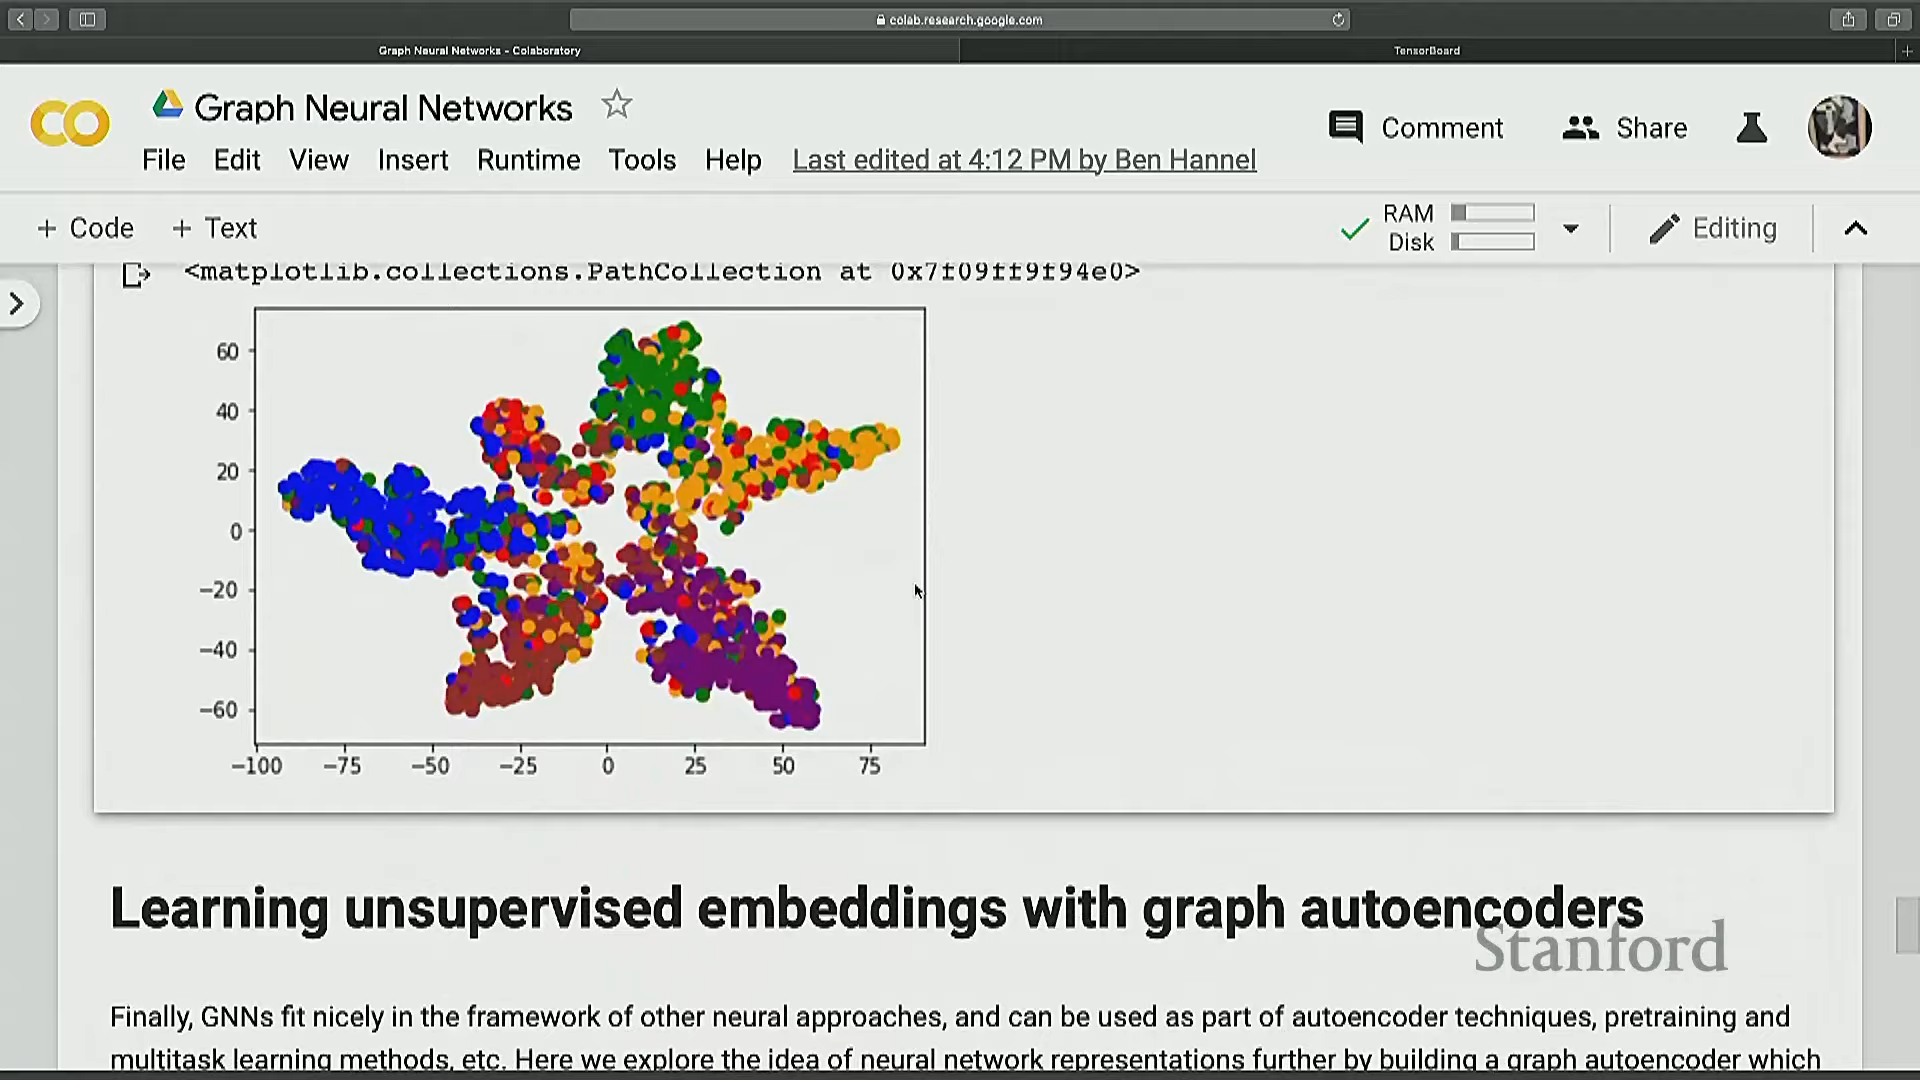 colab.research.google.com
Graph Neural Networks - Colaboratory
TensorBoard
Graph Neural Networks
Comment
Share
File Edit View Insert Runtime Tools Help Last edited at 4:12 PM by Ben Hannel
+ Code + Text
RAM
Disk
Editing
<matplotlib.collections.PathCollection at 0x7f09ff9f94e0>
60
40
20
0
−20
−40
−60
−100 −75 −50 −25 0 25 50 75
Learning unsupervised embeddings with graph autoencoders
Stanford
Finally, GNNs fit nicely in the framework of other neural approaches, and can be used as part of autoencoder techniques, pretraining and
multitask learning methods, etc. Here we explore the idea of neural network representations further by building a graph autoencoder which